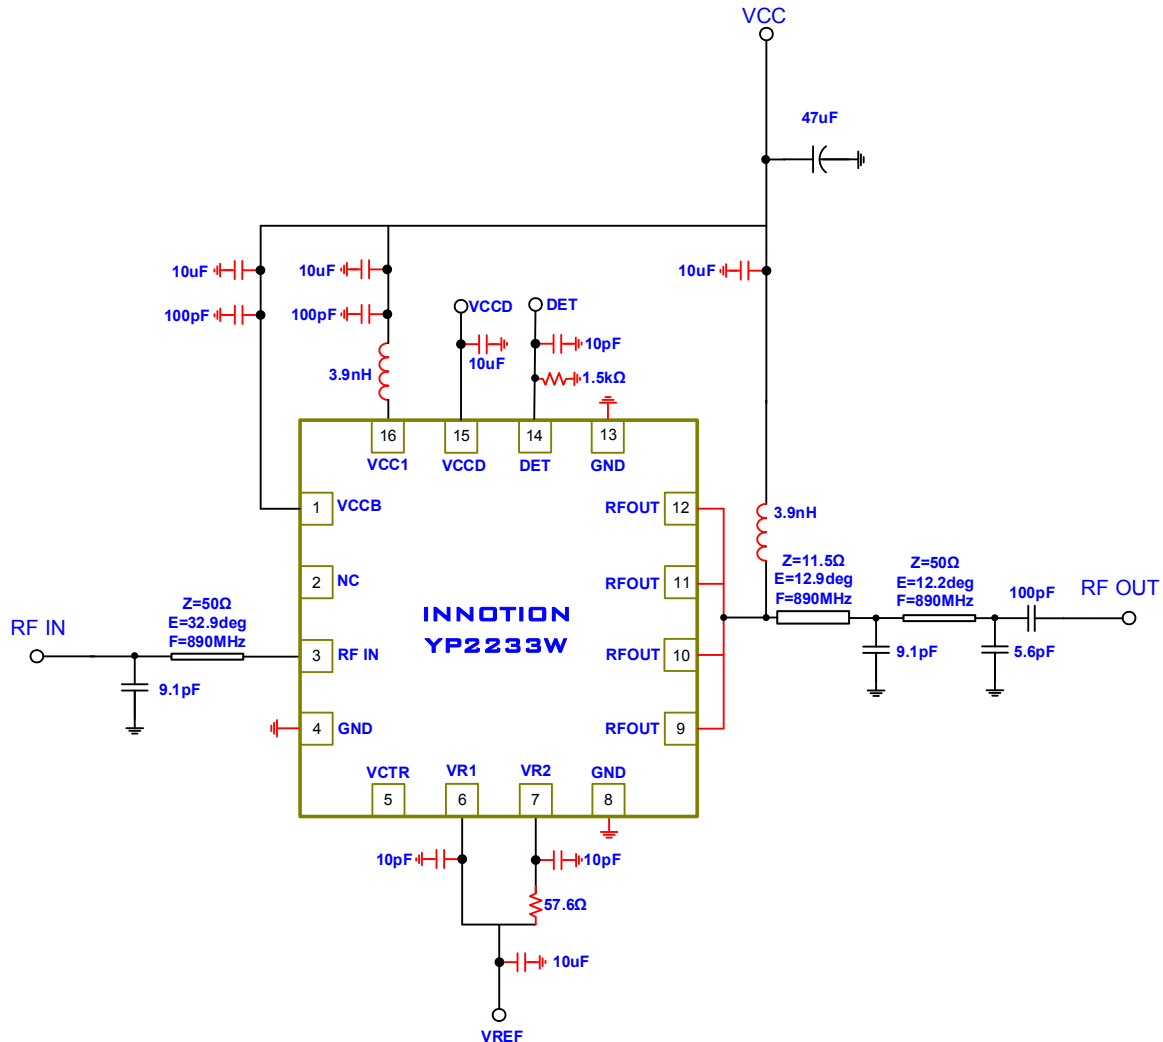 VCC
47uF
10uF
10uF
10uF
100pF
100pF
VCCD
DET
10uF
10pF
3.9nH
1.5kΩ
16
15
14
13
VCC1
VCCD
DET
GND
1
VCCB
RFOUT
12
3.9nH
2
NC
RFOUT
11
Z=11.5Ω
E=12.9deg
F=890MHz
Z=50Ω
E=12.2deg
F=890MHz
100pF
RF OUT
INNOTION
YP2233W
RF IN
Z=50Ω
E=32.9deg
F=890MHz
3
RF IN
RFOUT
10
9.1pF
5.6pF
9.1pF
4
GND
RFOUT
9
VCTR
VR1
VR2
GND
5
6
7
8
10pF
10pF
57.6Ω
10uF
VREF